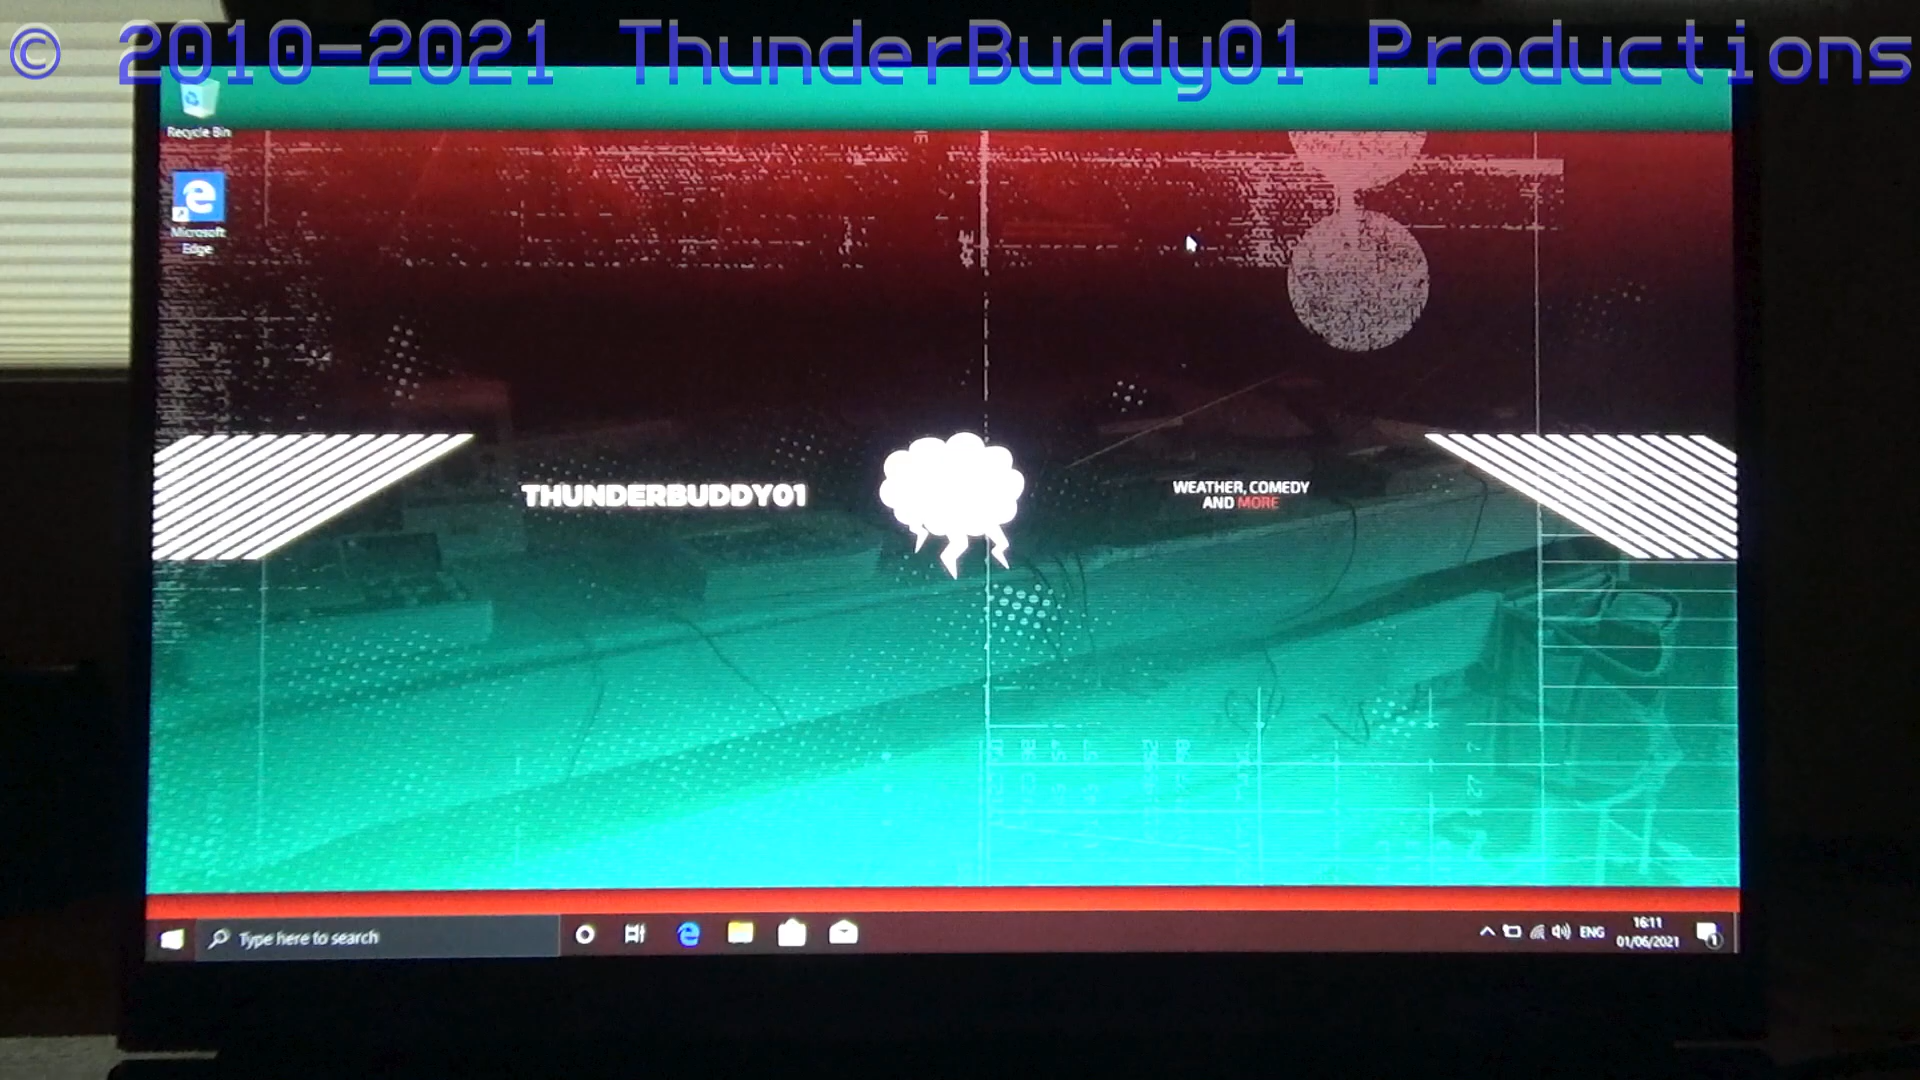 © 2010-2021 ThunderBuddy01 Productions
Recycle Bin
Microsoft
Edge
THUNDERBUDDY01
WEATHER, COMEDY
AND MORE
Type here to search
ENG
16:11
01/06/2021
1